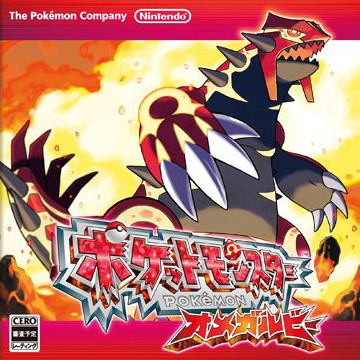 The Pokémon Company
Nintendo
ポケットモンスター
POKéMON
オメガルビー
CERO
審査予定
レーティング